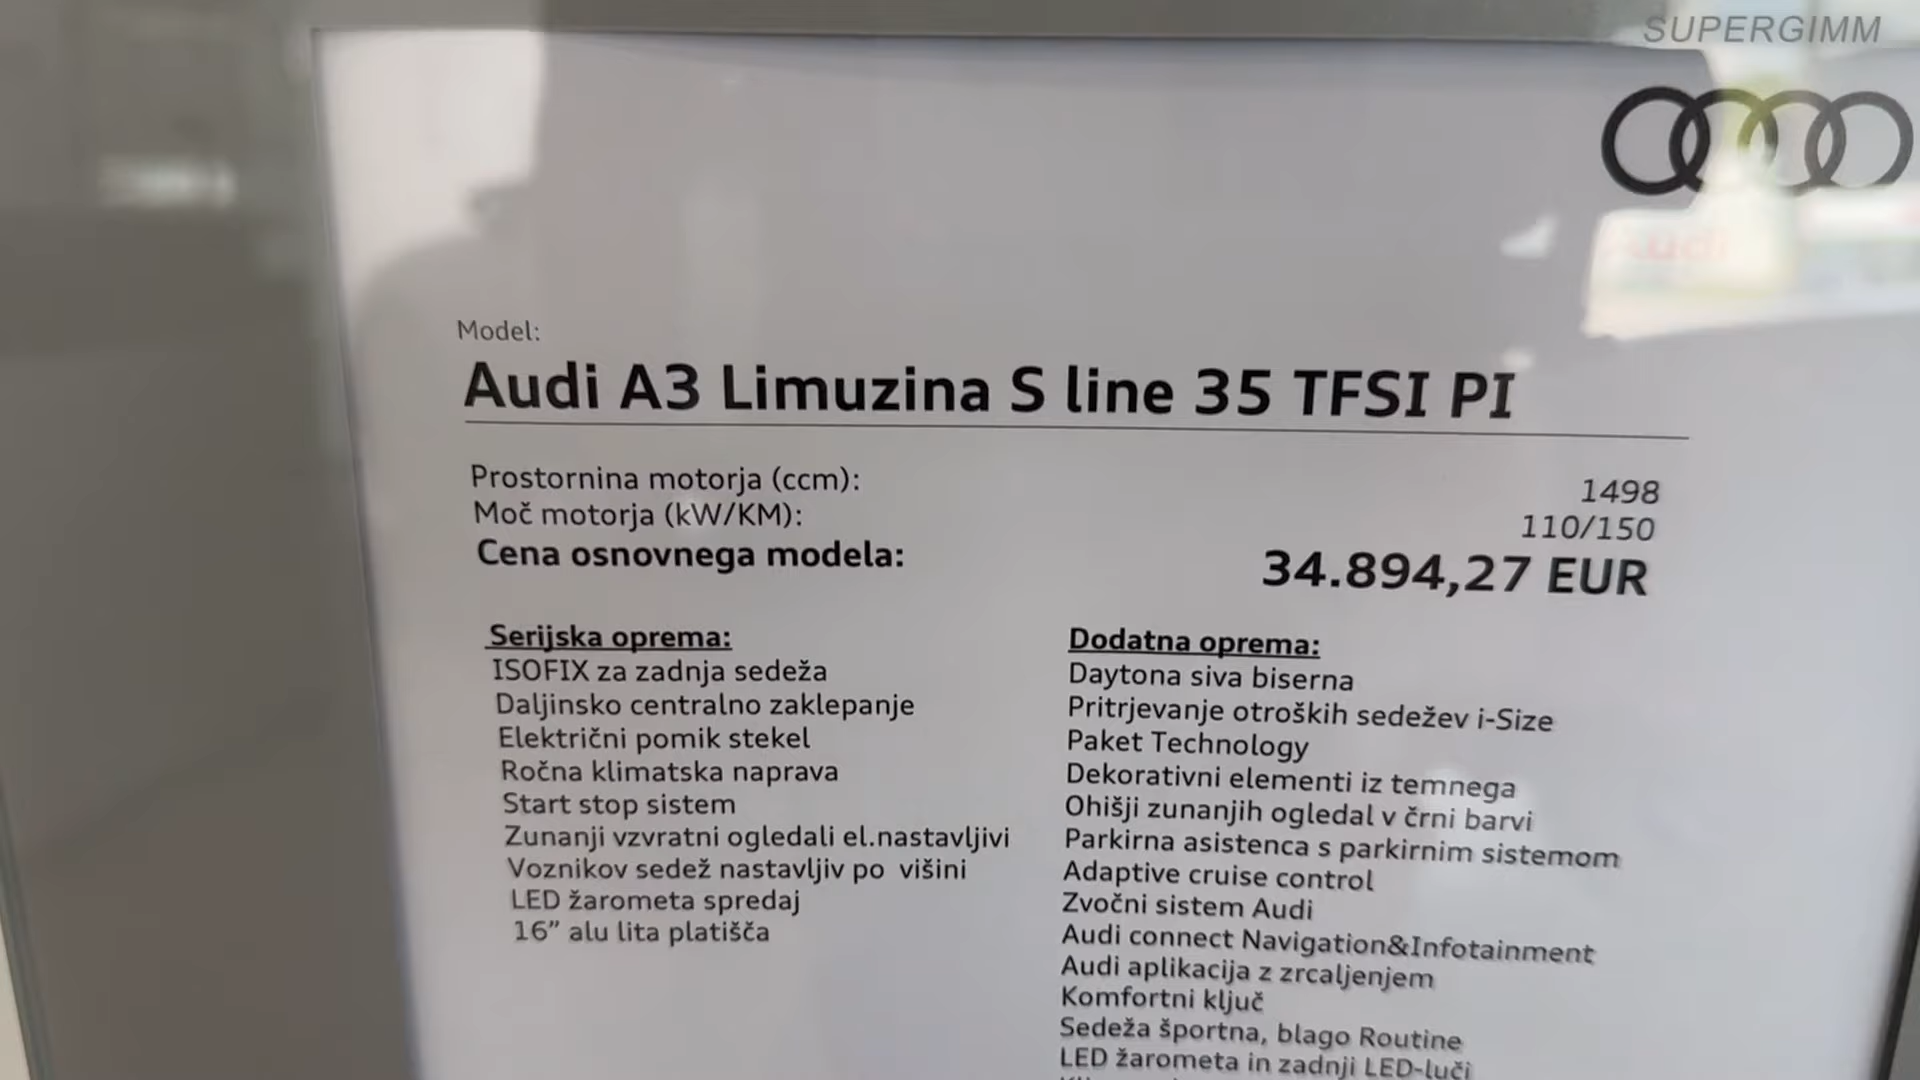 SUPERGIMM
Audi
Model:
Audi A3 Limuzina S line 35 TFSI PI
Prostornina motorja (ccm): 1498
Moč motorja (kW/KM): 110/150
Cena osnovnega modela: 34.894,27 EUR
Serijska oprema:
ISOFIX za zadnja sedeža
Daljinsko centralno zaklepanje
Električni pomik stekel
Ročna klimatska naprava
Start stop sistem
Zunanji vzvratni ogledali el.nastavljivi
Voznikov sedež nastavljiv po višini
LED žarometa spredaj
16” alu lita platišča
Dodatna oprema:
Daytona siva biserna
Pritrjevanje otroških sedežev i-Size
Paket Technology
Dekorativni elementi iz temnega
Ohišji zunanjih ogledal v črni barvi
Parkirna asistenca s parkirnim sistemom
Adaptive cruise control
Zvočni sistem Audi
Audi connect Navigation&Infotainment
Audi aplikacija z zrcaljenjem
Komfortni ključ
Sedeža športna, blago Routine
LED žarometa in zadnji LED-luči